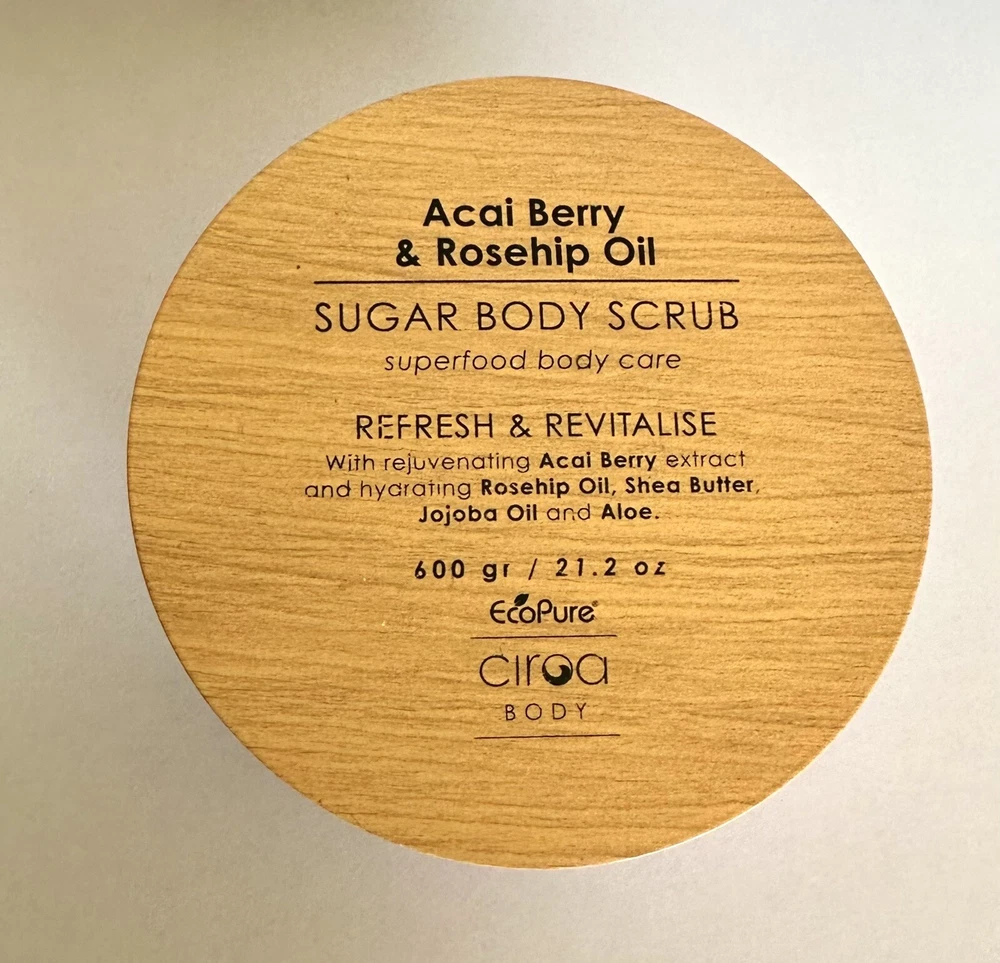 Acai Berry
& Rosehip Oil
SUGAR BODY SCRUB
superfood body care
REFRESH & REVITALISE
With rejuvenating Acai Berry extract
and hydrating Rosehip Oil, Shea Butter,
Jojoba Oil and Aloe.
600 gr / 21.2 oz
EcoPure®
ciroa
BODY